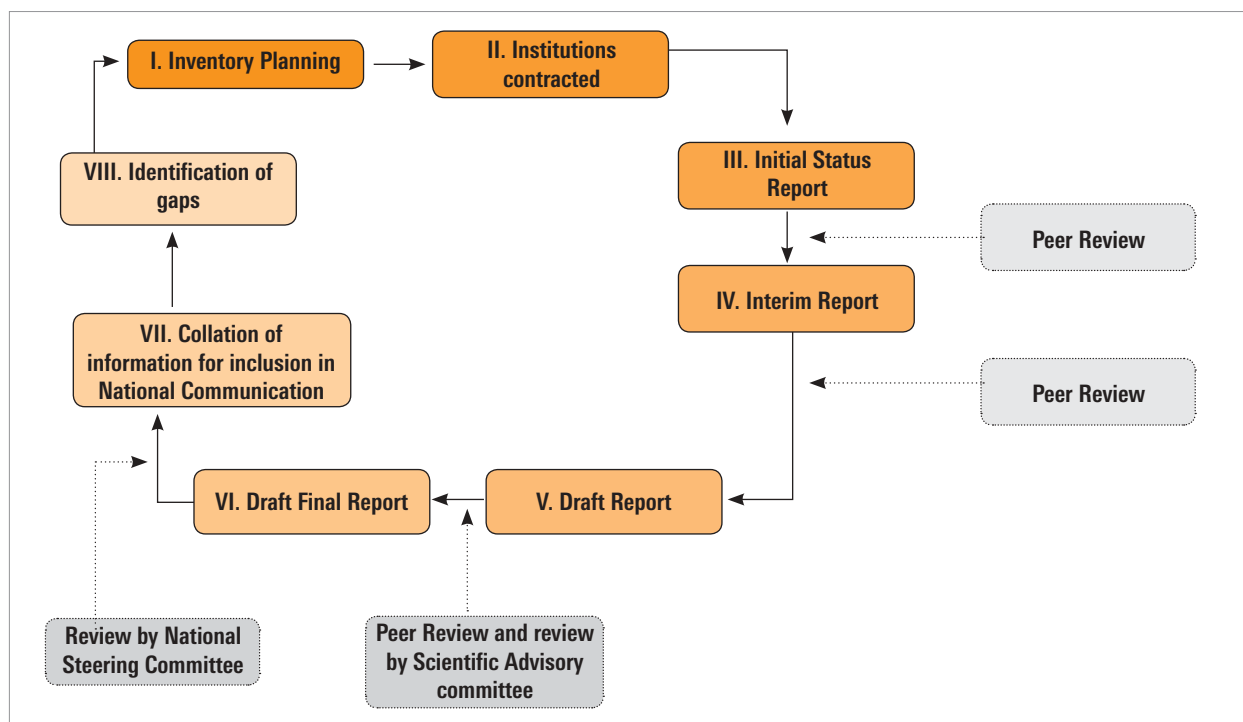 I. Inventory Planning
II. Institutions
contracted
III. Initial Status
Report
Peer Review
IV. Interim Report
Peer Review
V. Draft Report
Peer Review and review
by Scientific Advisory
committee
VI. Draft Final Report
Review by National
Steering Committee
VII. Collation of
information for inclusion in
National Communication
VIII. Identification of
gaps